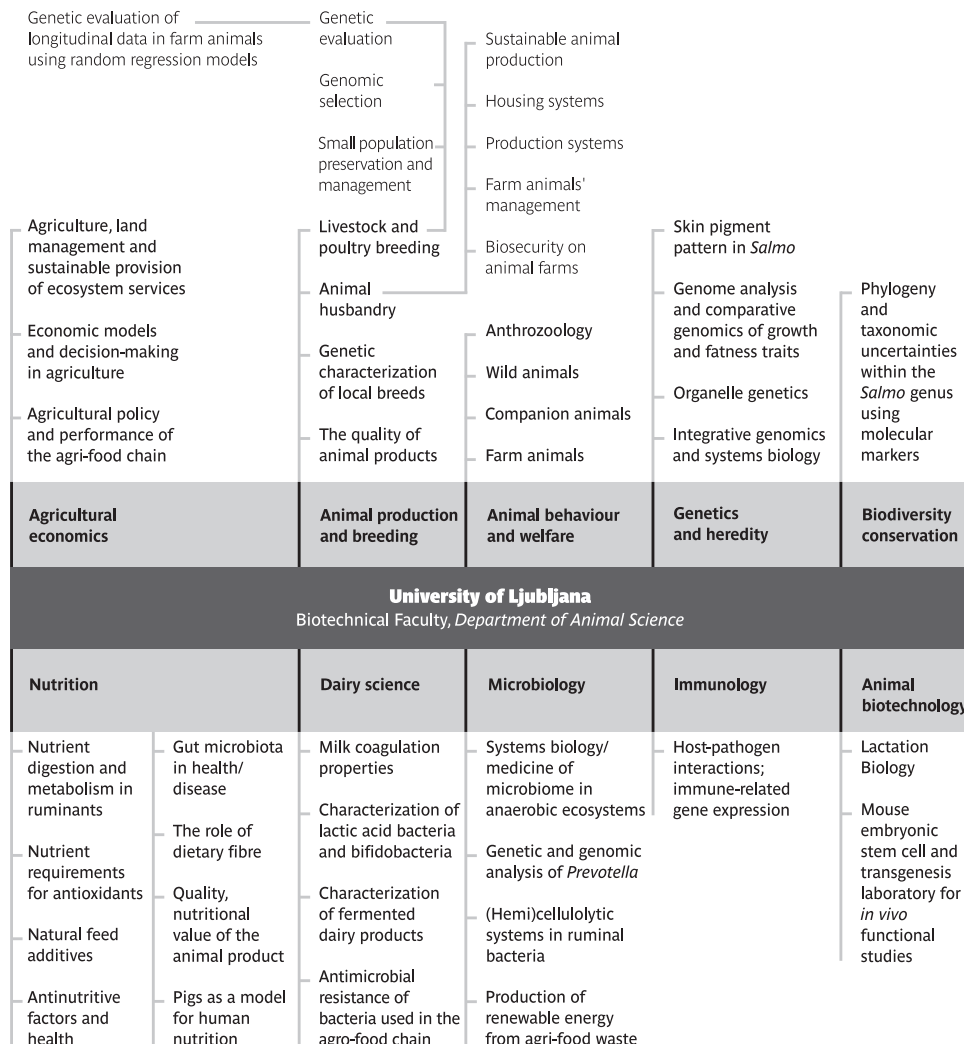 Genetic evaluation of
longitudinal data in farm animals
using random regression models
Genetic
evaluation
Genomic
selection
Small population
preservation and
management
Sustainable animal
production
Housing systems
Production systems
Farm animals'
management
Biosecurity on
animal farms
Agriculture, land
management and
sustainable provision
of ecosystem services
Economic models
and decision-making
in agriculture
Agricultural policy
and performance of
the agri-food chain
Livestock and
poultry breeding
Animal
husbandry
Genetic
characterization
of local breeds
The quality of
animal products
Anthrozoology
Wild animals
Companion animals
Farm animals
Skin pigment
pattern in Salmo
Genome analysis
and comparative
genomics of growth
and fatness traits
Organelle genetics
Integrative genomics
and systems biology
Phylogeny
and
taxonomic
uncertainties
within the
Salmo genus
using
molecular
markers
Agricultural
economics
Animal production
and breeding
Animal behaviour
and welfare
Genetics
and heredity
Biodiversity
conservation
University of Ljubljana
Biotechnical Faculty, Department of Animal Science
Nutrition
Dairy science
Microbiology
Immunology
Animal
biotechnology
Nutrient
digestion and
metabolism in
ruminants
Nutrient
requirements
for antioxidants
Natural feed
additives
Antinutritive
factors and
health
Gut microbiota
in health/
disease
The role of
dietary fibre
Quality,
nutritional
value of the
animal product
Pigs as a model
for human
nutrition
Milk coagulation
properties
Characterization of
lactic acid bacteria
and bifidobacteria
Characterization
of fermented
dairy products
Antimicrobial
resistance of
bacteria used in the
agro-food chain
Systems biology/
medicine of
microbiome in
anaerobic ecosystems
Genetic and genomic
analysis of Prevotella
(Hemi)cellulolytic
systems in ruminal
bacteria
Production of
renewable energy
from agri-food waste
Host-pathogen
interactions;
immune-related
gene expression
Lactation
Biology
Mouse
embryonic
stem cell and
transgenesis
laboratory for
in vivo
functional
studies